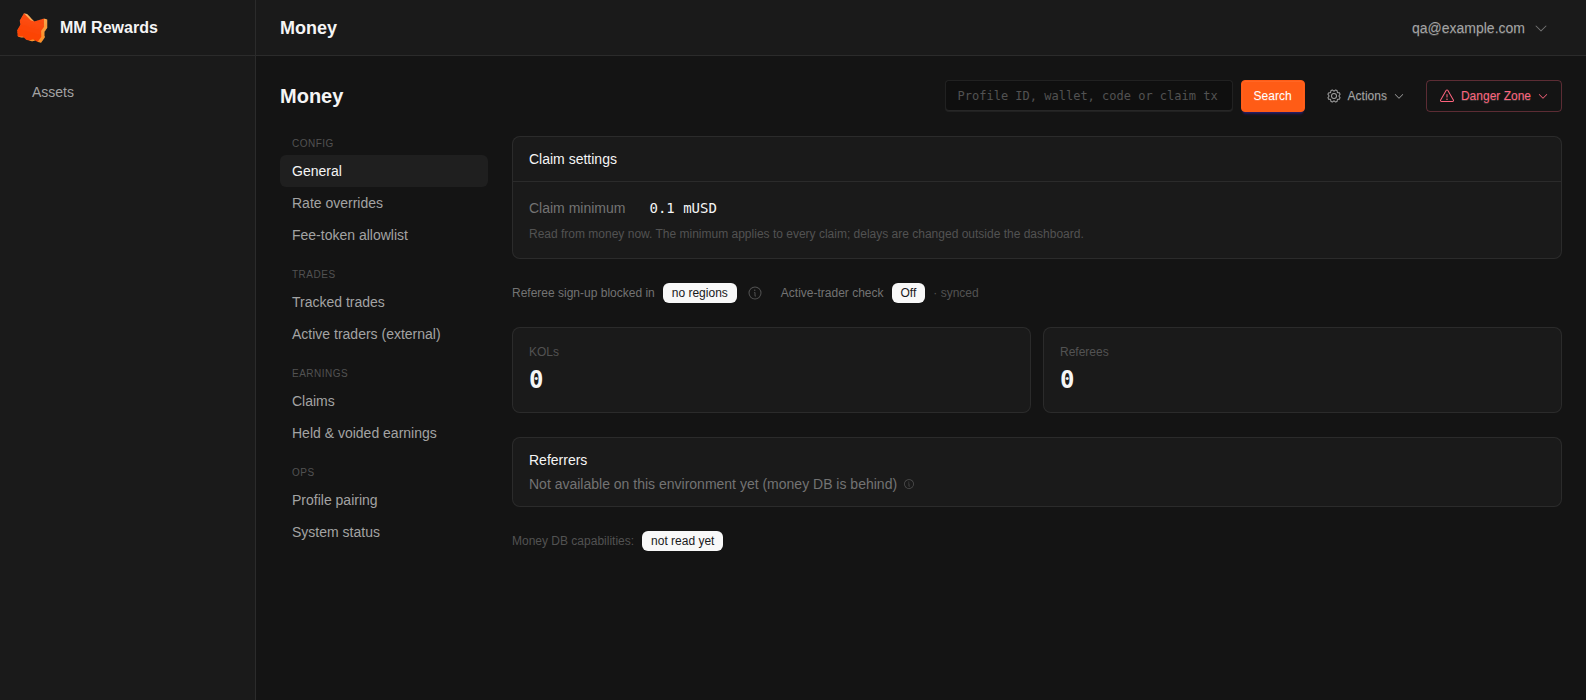 MM Rewards
Money
qa@example.com
Assets
Money
Profile ID, wallet, code or claim tx
Search
Actions
Danger Zone
CONFIG
General
Rate overrides
Fee-token allowlist
TRADES
Tracked trades
Active traders (external)
EARNINGS
Claims
Held & voided earnings
OPS
Profile pairing
System status
Claim settings
Claim minimum 0.1 mUSD
Read from money now. The minimum applies to every claim; delays are changed outside the dashboard.
Referee sign-up blocked in no regions Active-trader check Off · synced
KOLs
0
Referees
0
Referrers
Not available on this environment yet (money DB is behind)
Money DB capabilities: not read yet